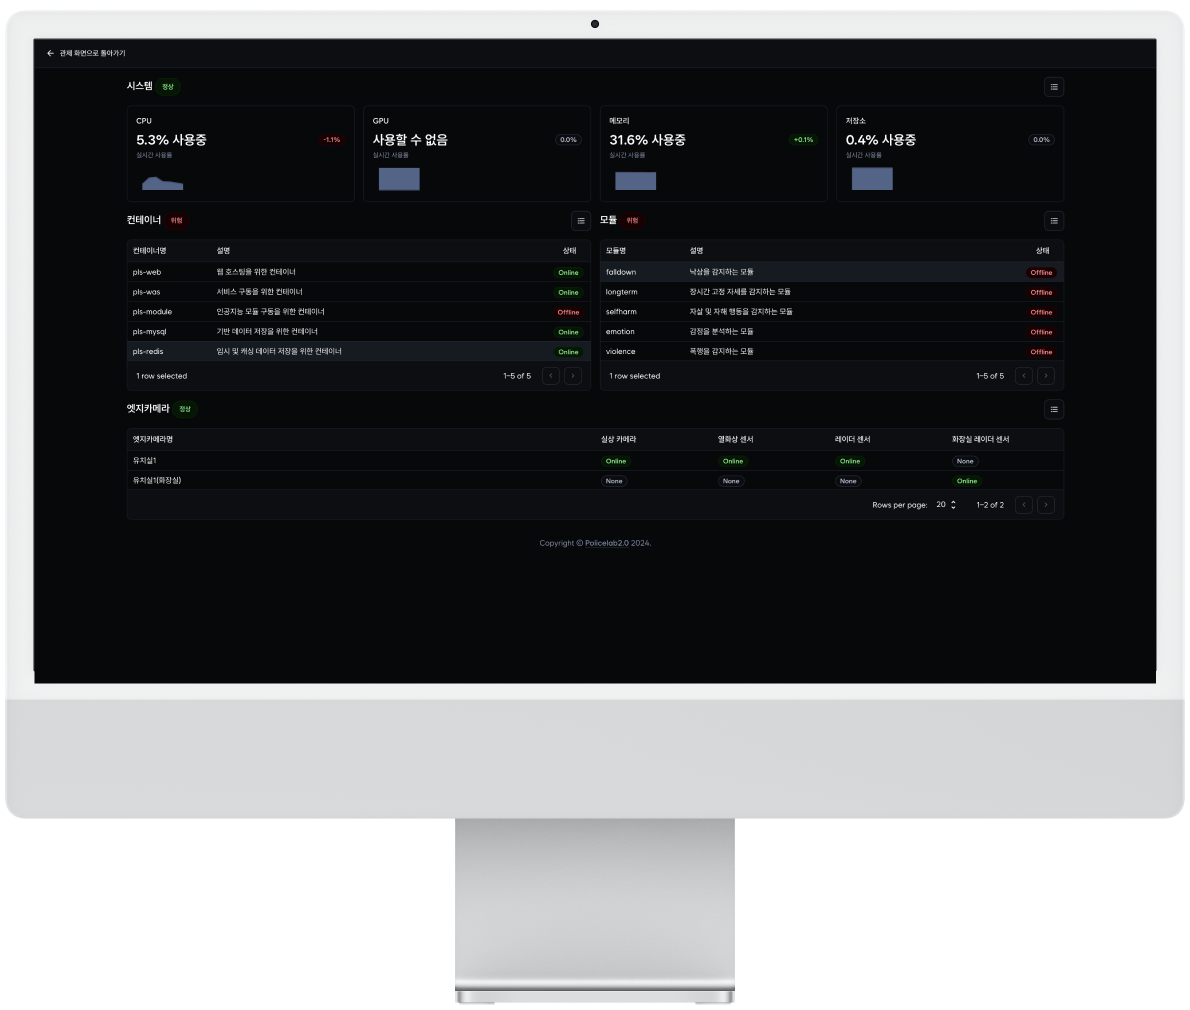 ← 관제 화면으로 돌아가기
시스템 정상
CPU
5.3% 사용중 -1.1%
실시간 사용률
GPU
사용할 수 없음 0.0%
실시간 사용률
메모리
31.6% 사용중 +0.1%
실시간 사용률
저장소
0.4% 사용중 0.0%
실시간 사용률
컨테이너 위험
컨테이너명 설명 상태
pls-web 웹 호스팅을 위한 컨테이너 Online
pls-was 서비스 구동을 위한 컨테이너 Online
pls-module 인공지능 모듈 구동을 위한 컨테이너 Offline
pls-mysql 기반 데이터 저장을 위한 컨테이너 Online
pls-redis 임시 및 캐싱 데이터 저장을 위한 컨테이너 Online
1 row selected 1–5 of 5
모듈 위험
모듈명 설명 상태
falldown 낙상을 감지하는 모듈 Offline
longterm 장시간 고정 자세를 감지하는 모듈 Offline
selfharm 자살 및 자해 행동을 감지하는 모듈 Offline
emotion 감정을 분석하는 모듈 Offline
violence 폭행을 감지하는 모듈 Offline
1 row selected 1–5 of 5
엣지카메라 정상
엣지카메라명 실상 카메라 열화상 센서 레이더 센서 화장실 레이더 센서
유치실1 Online Online Online None
유치실1(화장실) None None None Online
Rows per page: 20 1–2 of 2
Copyright © Policelab2.0 2024.